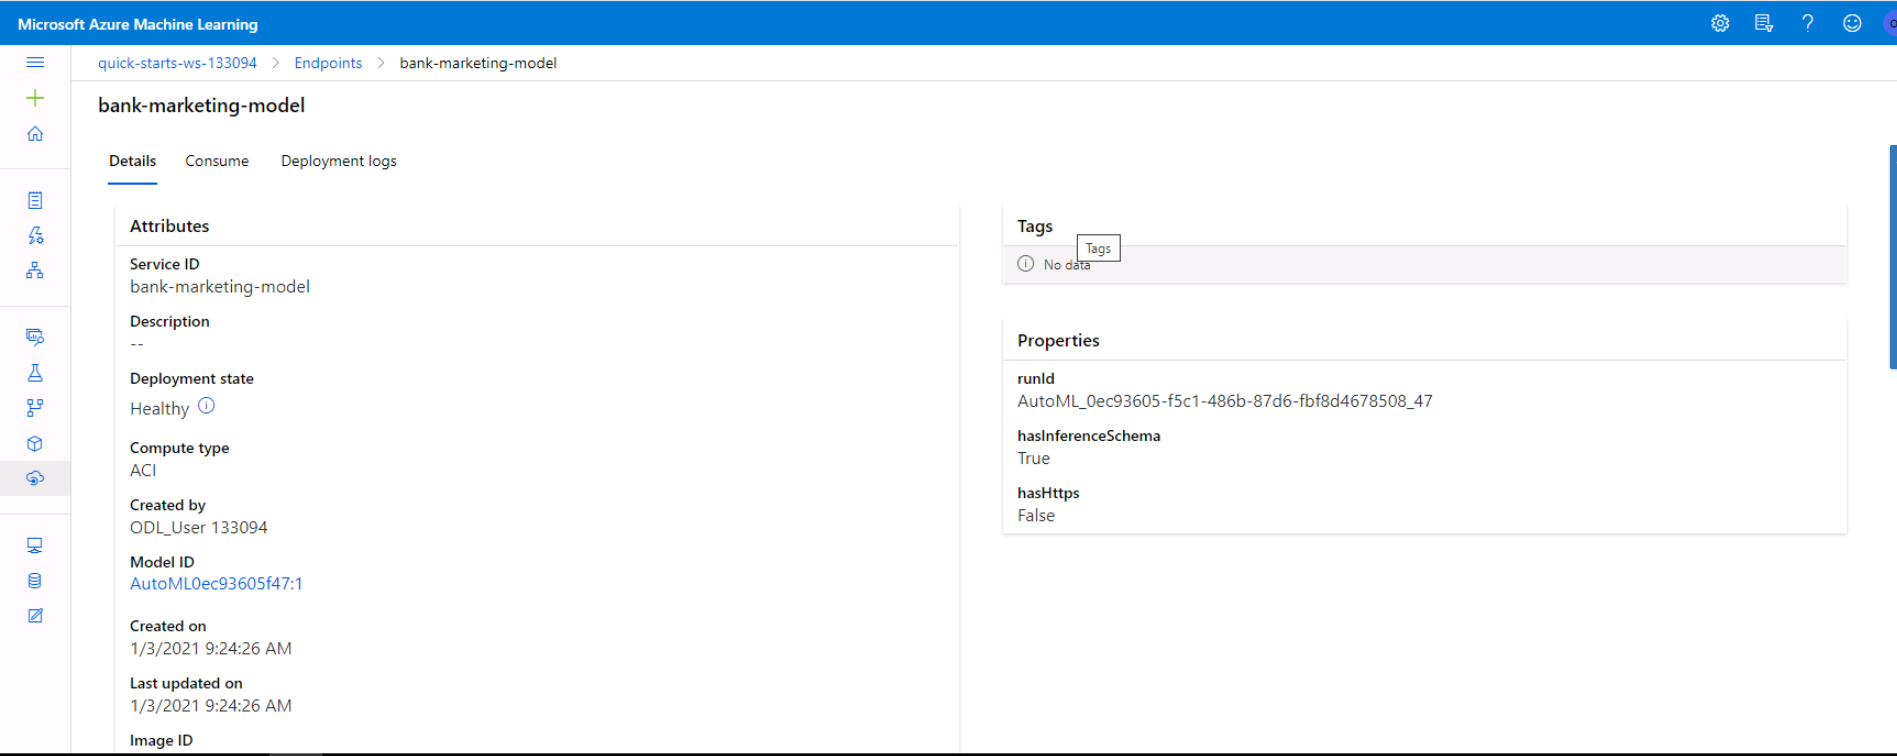 Microsoft Azure Machine Learning
quick-starts-ws-133094 > Endpoints > bank-marketing-model
bank-marketing-model
Details Consume Deployment logs
Attributes
Service ID
bank-marketing-model
Description
--
Deployment state
Healthy
Compute type
ACI
Created by
ODL_User 133094
Model ID
AutoML0ec93605f47:1
Created on
1/3/2021 9:24:26 AM
Last updated on
1/3/2021 9:24:26 AM
Image ID
Tags
Tags
No data
Properties
runId
AutoML_0ec93605-f5c1-486b-87d6-fbf8d4678508_47
hasInferenceSchema
True
hasHttps
False